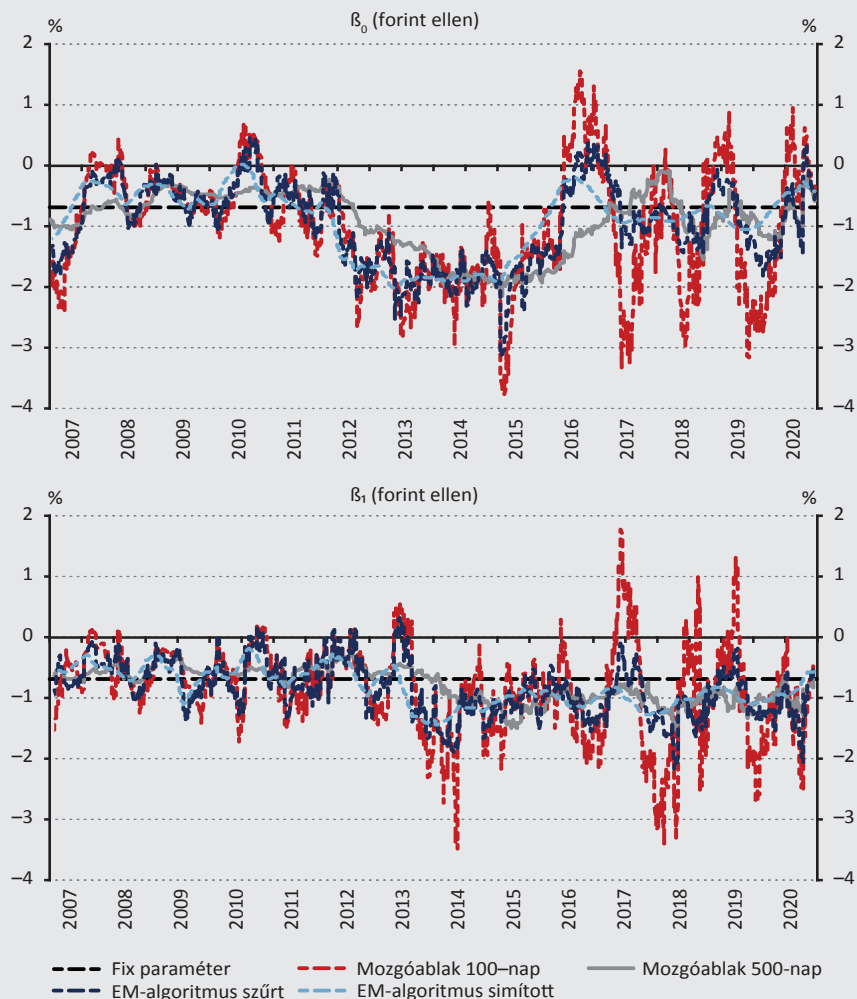 % ß₀ (forint ellen) %
2 2
1 1
0 0
–1 –1
–2 –2
–3 –3
–4 –4
2007 2008 2009 2010 2011 2012 2013 2014 2015 2016 2017 2018 2019 2020
% ß₁ (forint ellen) %
2 2
1 1
0 0
–1 –1
–2 –2
–3 –3
–4 –4
2007 2008 2009 2010 2011 2012 2013 2014 2015 2016 2017 2018 2019 2020
Fix paraméter Mozgóablak 100–nap Mozgóablak 500-nap
EM-algoritmus szűrt EM-algoritmus simított